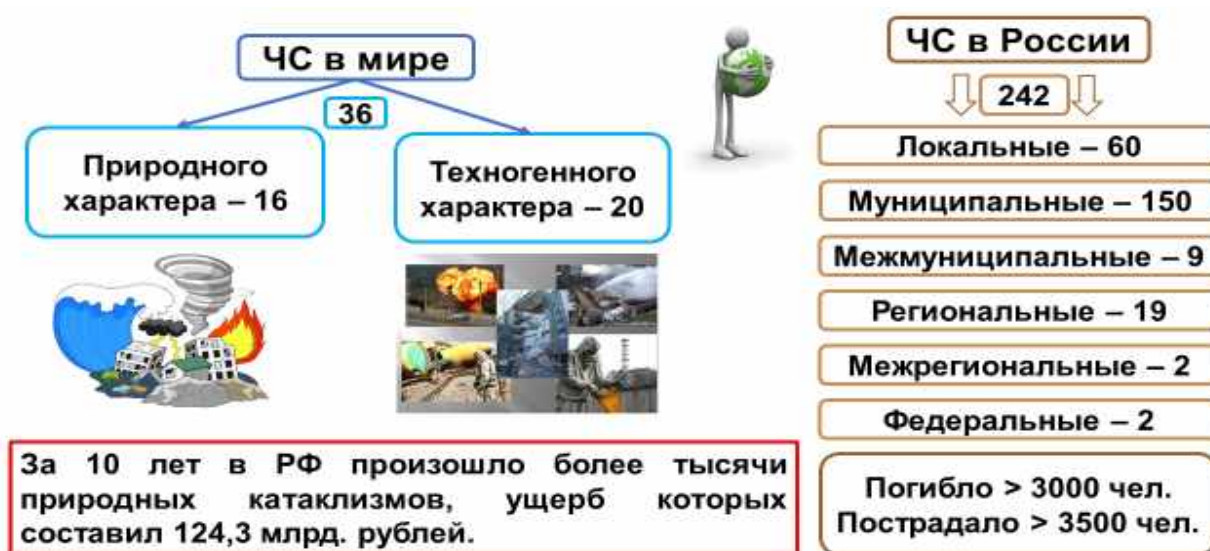 ЧС в мире
36
Природного
характера – 16
Техногенного
характера – 20
За 10 лет в РФ произошло более тысячи
природных катаклизмов, ущерб которых
составил 124,3 млрд. рублей.
ЧС в России
242
Локальные – 60
Муниципальные – 150
Межмуниципальные – 9
Региональные – 19
Межрегиональные – 2
Федеральные – 2
Погибло > 3000 чел.
Пострадало > 3500 чел.